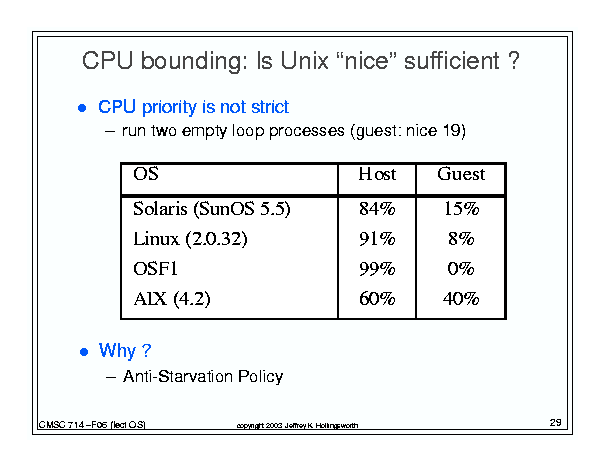 CPU bounding: Is Unix “nice” sufficient ?
● CPU priority is not strict
– run two empty loop processes (guest: nice 19)
OS Host Guest
Solaris (SunOS 5.5) 84% 15%
Linux (2.0.32) 91% 8%
OSF1 99% 0%
AIX (4.2) 60% 40%
● Why ?
– Anti-Starvation Policy
CMSC 714 –F06 (lect OS) copyright 2003 Jeffrey K. Hollingsworth 29